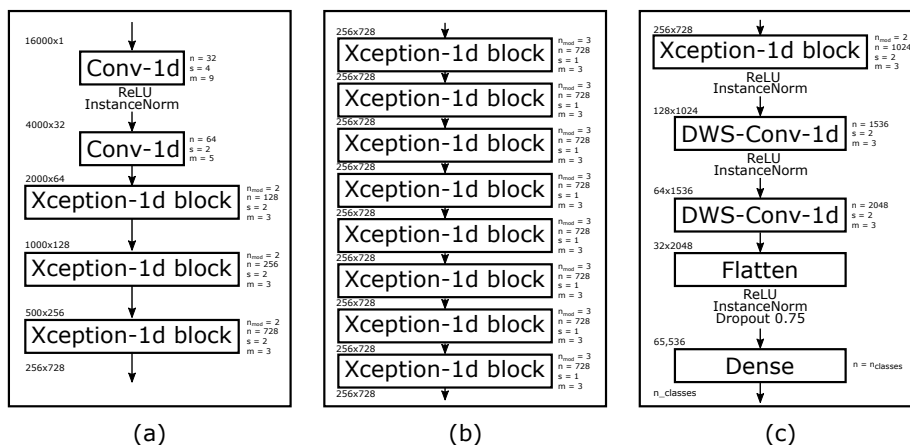 16000x1
Conv-1d
n = 32
s = 4
m = 9
ReLU
InstanceNorm
4000x32
Conv-1d
n = 64
s = 2
m = 5
2000x64
Xception-1d block
nmod = 2
n = 128
s = 2
m = 3
1000x128
Xception-1d block
nmod = 2
n = 256
s = 2
m = 3
500x256
Xception-1d block
nmod = 2
n = 728
s = 2
m = 3
256x728
(a)
256x728
Xception-1d block
nmod = 3
n = 728
s = 1
m = 3
256x728
Xception-1d block
nmod = 3
n = 728
s = 1
m = 3
256x728
Xception-1d block
nmod = 3
n = 728
s = 1
m = 3
256x728
Xception-1d block
nmod = 3
n = 728
s = 1
m = 3
256x728
Xception-1d block
nmod = 3
n = 728
s = 1
m = 3
256x728
Xception-1d block
nmod = 3
n = 728
s = 1
m = 3
256x728
Xception-1d block
nmod = 3
n = 728
s = 1
m = 3
256x728
Xception-1d block
nmod = 3
n = 728
s = 1
m = 3
256x728
(b)
256x728
Xception-1d block
nmod = 2
n = 1024
s = 2
m = 3
ReLU
InstanceNorm
128x1024
DWS-Conv-1d
n = 1536
s = 2
m = 3
ReLU
InstanceNorm
64x1536
DWS-Conv-1d
n = 2048
s = 2
m = 3
32x2048
Flatten
ReLU
InstanceNorm
Dropout 0.75
65,536
Dense
n = nclasses
n_classes
(c)